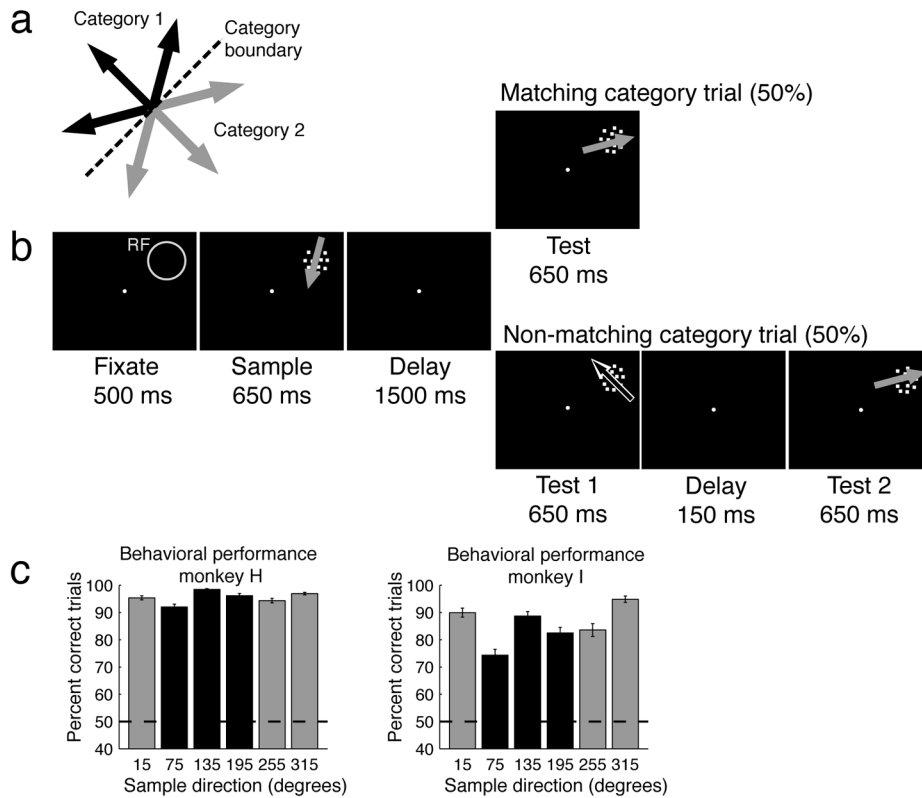 a
Category 1
Category
boundary
Category 2
Matching category trial (50%)
Test
650 ms
b
RF
Fixate
500 ms
Sample
650 ms
Delay
1500 ms
Non-matching category trial (50%)
Test 1
650 ms
Delay
150 ms
Test 2
650 ms
c
Behavioral performance
monkey H
Percent correct trials
100
90
80
70
60
50
40
15 75 135 195 255 315
Sample direction (degrees)
Behavioral performance
monkey I
Percent correct trials
100
90
80
70
60
50
40
15 75 135 195 255 315
Sample direction (degrees)